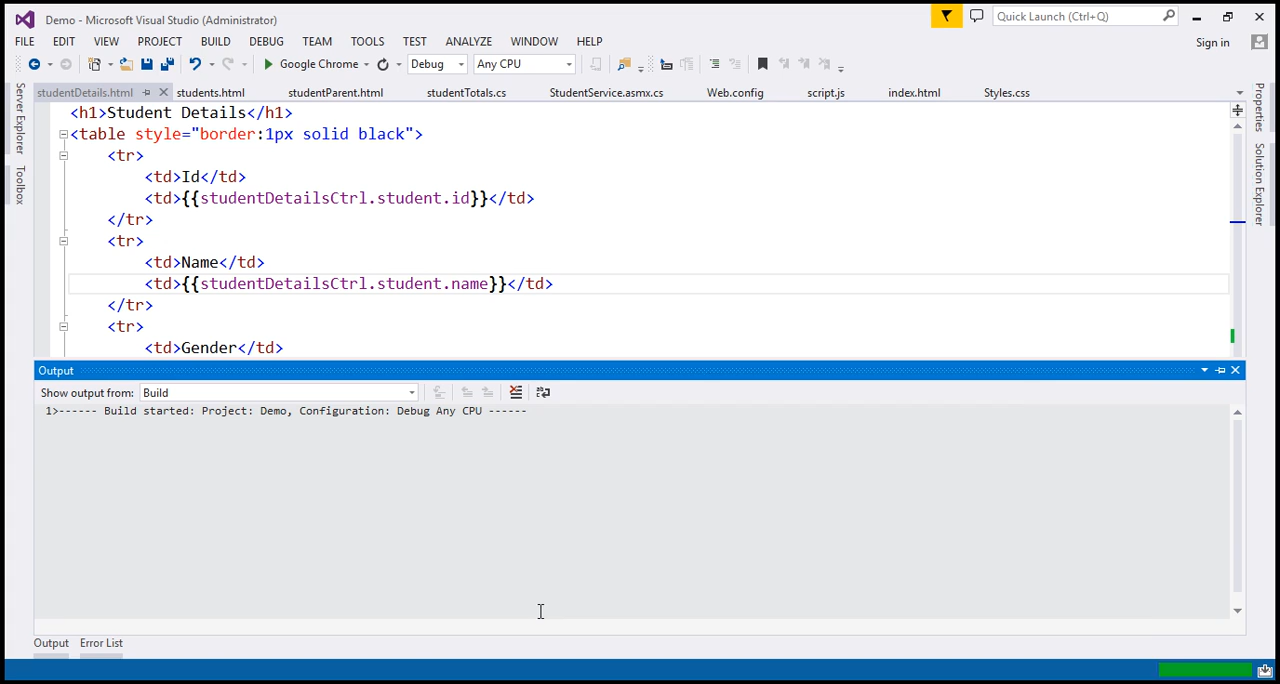 Demo - Microsoft Visual Studio (Administrator)
Quick Launch (Ctrl+Q)
FILE EDIT VIEW PROJECT BUILD DEBUG TEAM TOOLS TEST ANALYZE WINDOW HELP
Sign in
Google Chrome Debug Any CPU
studentDetails.html students.html studentParent.html studentTotals.cs StudentService.asmx.cs Web.config script.js index.html Styles.css
Server Explorer
Toolbox
Properties
Solution Explorer
<h1>Student Details</h1>
<table style="border:1px solid black">
<tr>
<td>Id</td>
<td>{{studentDetailsCtrl.student.id}}</td>
</tr>
<tr>
<td>Name</td>
<td>{{studentDetailsCtrl.student.name}}</td>
</tr>
<tr>
<td>Gender</td>
Output
Show output from: Build
1>------ Build started: Project: Demo, Configuration: Debug Any CPU ------
Output Error List